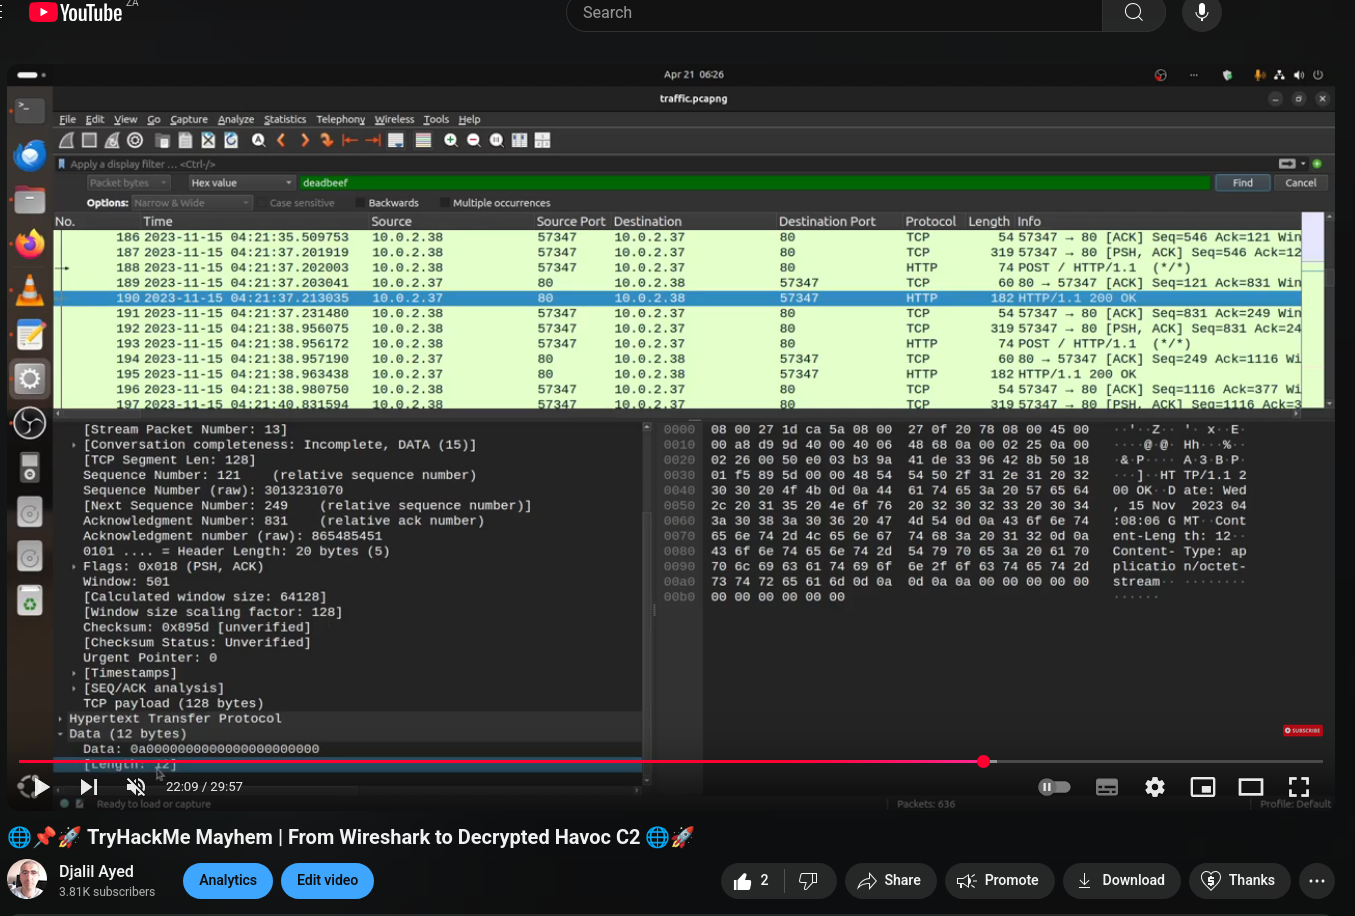 YouTube ZA
Search
Apr 21 06:26
traffic.pcapng
File Edit View Go Capture Analyze Statistics Telephony Wireless Tools Help
Apply a display filter ... <Ctrl-/>
Packet bytes Hex value deadbeef Find Cancel
Options: Narrow & Wide Case sensitive Backwards Multiple occurrences
No. Time Source Source Port Destination Destination Port Protocol Length Info
186 2023-11-15 04:21:35.509753 10.0.2.38 57347 10.0.2.37 80 TCP 54 57347 → 80 [ACK] Seq=546 Ack=121 Win
187 2023-11-15 04:21:37.201919 10.0.2.38 57347 10.0.2.37 80 TCP 319 57347 → 80 [PSH, ACK] Seq=546 Ack=12
188 2023-11-15 04:21:37.202003 10.0.2.38 57347 10.0.2.37 80 HTTP 74 POST / HTTP/1.1 (*/*)
189 2023-11-15 04:21:37.203041 10.0.2.37 80 10.0.2.38 57347 TCP 60 80 → 57347 [ACK] Seq=121 Ack=831 Win
190 2023-11-15 04:21:37.213035 10.0.2.37 80 10.0.2.38 57347 HTTP 182 HTTP/1.1 200 OK
191 2023-11-15 04:21:37.231480 10.0.2.38 57347 10.0.2.37 80 TCP 54 57347 → 80 [ACK] Seq=831 Ack=249 Win
192 2023-11-15 04:21:38.956075 10.0.2.38 57347 10.0.2.37 80 TCP 319 57347 → 80 [PSH, ACK] Seq=831 Ack=24
193 2023-11-15 04:21:38.956172 10.0.2.38 57347 10.0.2.37 80 HTTP 74 POST / HTTP/1.1 (*/*)
194 2023-11-15 04:21:38.957190 10.0.2.37 80 10.0.2.38 57347 TCP 60 80 → 57347 [ACK] Seq=249 Ack=1116 Wi
195 2023-11-15 04:21:38.963438 10.0.2.37 80 10.0.2.38 57347 HTTP 182 HTTP/1.1 200 OK
196 2023-11-15 04:21:38.980750 10.0.2.38 57347 10.0.2.37 80 TCP 54 57347 → 80 [ACK] Seq=1116 Ack=377 Wi
197 2023-11-15 04:21:40.831594 10.0.2.38 57347 10.0.2.37 80 TCP 319 57347 → 80 [PSH, ACK] Seq=1116 Ack=3
[Stream Packet Number: 13]
[Conversation completeness: Incomplete, DATA (15)]
[TCP Segment Len: 128]
Sequence Number: 121 (relative sequence number)
Sequence Number (raw): 3013231070
[Next Sequence Number: 249 (relative sequence number)]
Acknowledgment Number: 831 (relative ack number)
Acknowledgment number (raw): 865485451
0101 .... = Header Length: 20 bytes (5)
Flags: 0x018 (PSH, ACK)
Window: 501
[Calculated window size: 64128]
[Window size scaling factor: 128]
Checksum: 0x895d [unverified]
[Checksum Status: Unverified]
Urgent Pointer: 0
[Timestamps]
[SEQ/ACK analysis]
TCP payload (128 bytes)
Hypertext Transfer Protocol
Data (12 bytes)
Data: 0a0000000000000000000000
[Length: 12]
0000 08 00 27 1d ca 5a 08 00 27 0f 20 78 08 00 45 00 ··'··Z·· '· x··E·
0010 00 a8 d9 9d 40 00 40 06 48 68 0a 00 02 25 0a 00 ····@·@· Hh···%··
0020 02 26 00 50 e0 03 b3 9a 41 de 33 96 42 8b 50 18 ·&·P···· A·3·B·P·
0030 01 f5 89 5d 00 00 48 54 54 50 2f 31 2e 31 20 32 ···]··HT TP/1.1 2
0040 30 30 20 4f 4b 0d 0a 44 61 74 65 3a 20 57 65 64 00 OK··D ate: Wed
0050 2c 20 31 35 20 4e 6f 76 20 32 30 32 33 20 30 34 , 15 Nov 2023 04
0060 3a 30 38 3a 30 36 20 47 4d 54 0d 0a 43 6f 6e 74 :08:06 G MT··Cont
0070 65 6e 74 2d 4c 65 6e 67 74 68 3a 20 31 32 0d 0a ent-Leng th: 12··
0080 43 6f 6e 74 65 6e 74 2d 54 79 70 65 3a 20 61 70 Content- Type: ap
0090 70 6c 69 63 61 74 69 6f 6e 2f 6f 63 74 65 74 2d plicatio n/octet-
00a0 73 74 72 65 61 6d 0d 0a 0d 0a 0a 00 00 00 00 00 stream·· ········
00b0 00 00 00 00 00 00 ······
SUBSCRIBE
22:09 / 29:57
Ready to load or capture Packets: 636 Profile: Default
🌐📌🚀 TryHackMe Mayhem | From Wireshark to Decrypted Havoc C2 🌐🚀
Djalil Ayed
3.81K subscribers
Analytics
Edit video
2
Share
Promote
Download
Thanks